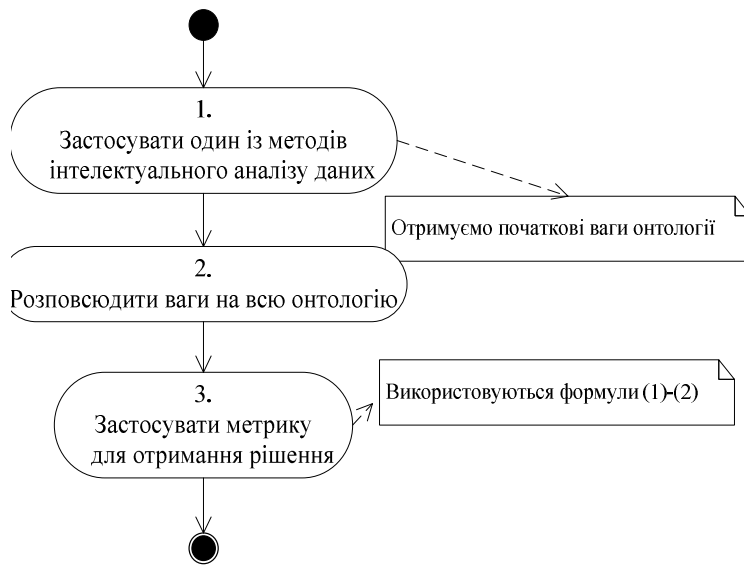 1.
Застосувати один із методів
інтелектуального аналізу даних
Отримуємо початкові ваги онтології
2.
Розповсюдити ваги на всю онтологію
3.
Застосувати метрику
для отримання рішення
Використовуються формули (1)-(2)